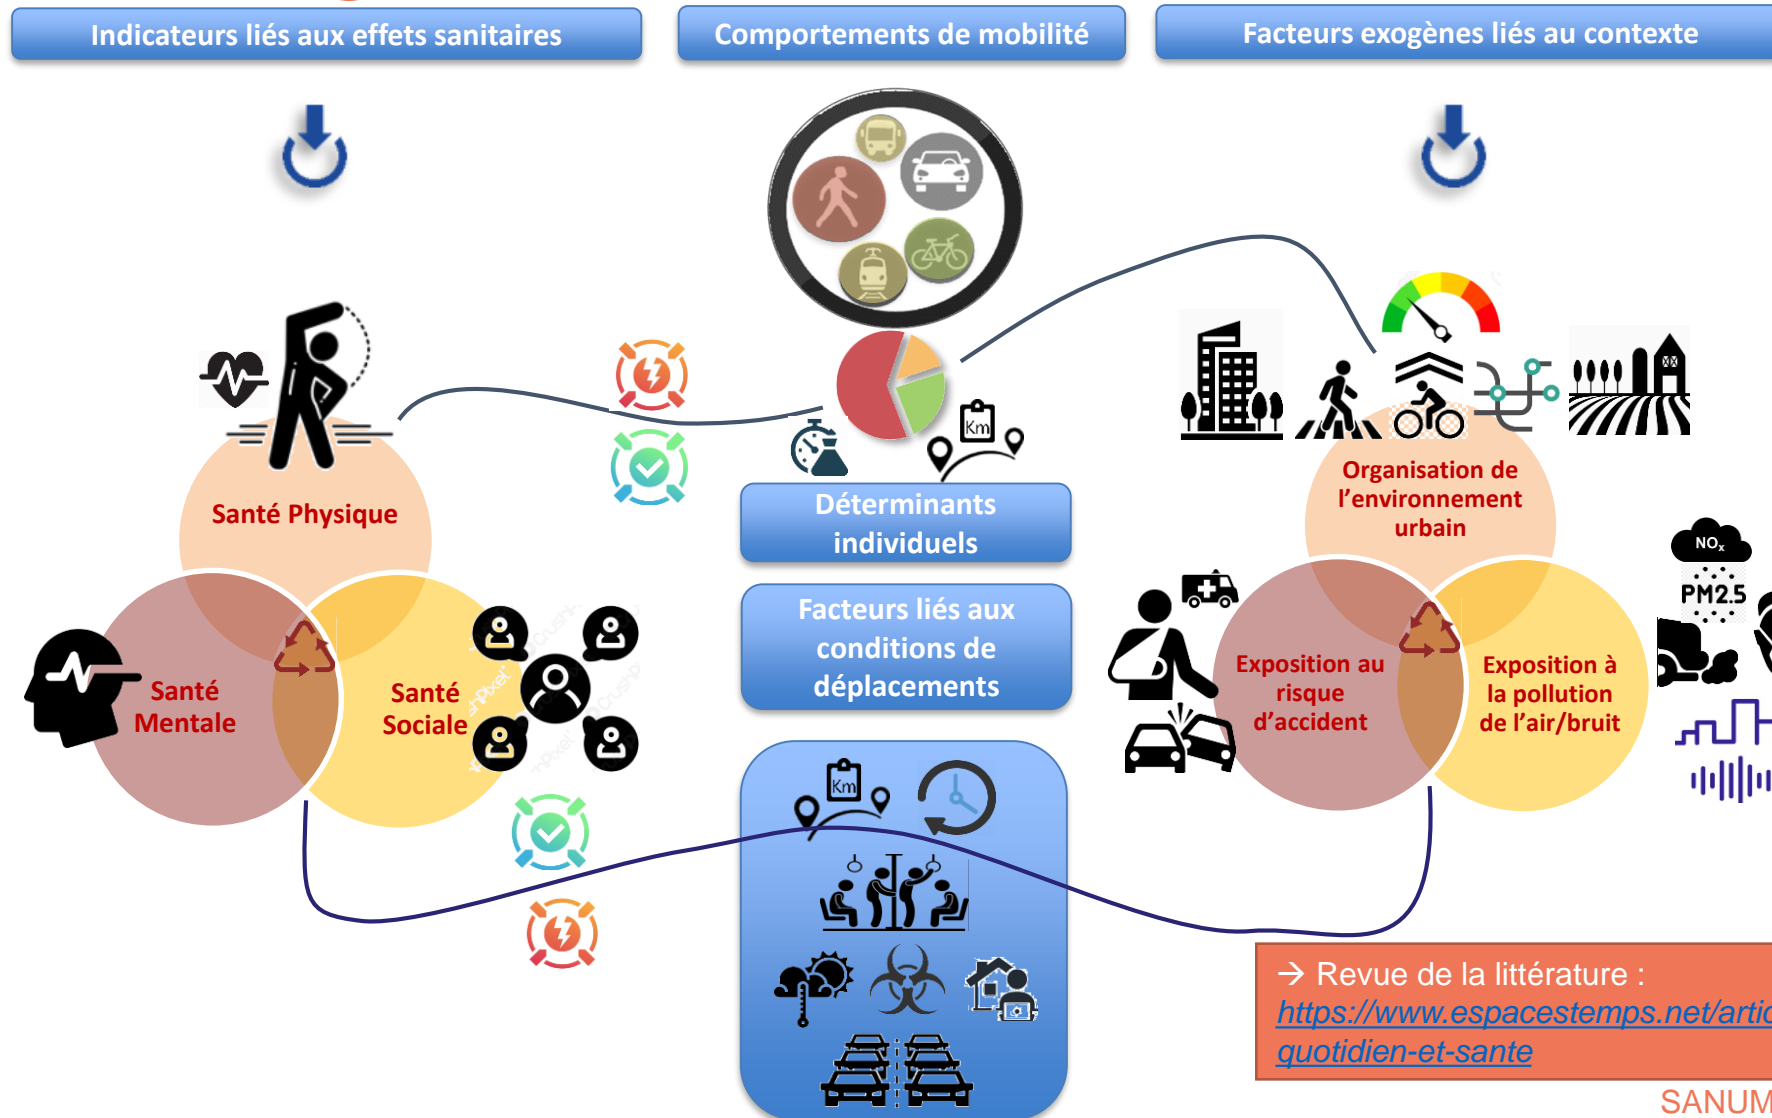 Indicateurs liés aux effets sanitaires
Comportements de mobilité
Facteurs exogènes liés au contexte
Km
Santé Physique
Santé
Mentale
Santé
Sociale
Déterminants
individuels
Facteurs liés aux
conditions de
déplacements
Km
Organisation de
l’environnement
urbain
Exposition au
risque
d’accident
Exposition à
la pollution
de l’air/bruit
NOx
PM2.5
→ Revue de la littérature :
https://www.espacestemps.net/artic
quotidien-et-sante
SANUM